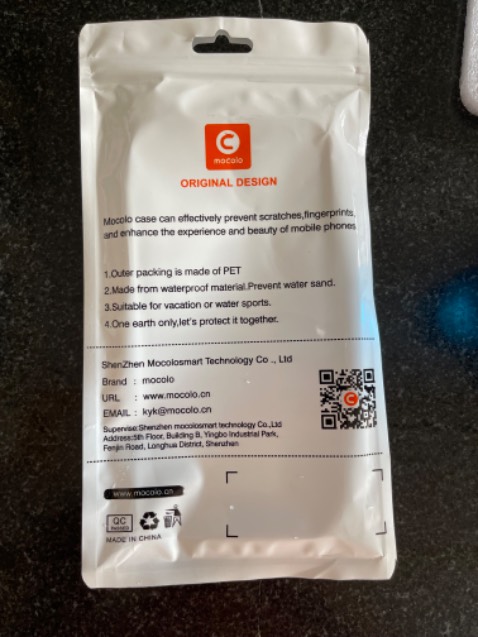 C
mocolo
ORIGINAL DESIGN
Mocolo case can effectively prevent scratches,fingerprints,
and enhance the experience and beauty of mobile phones
1.Outer packing is made of PET
2.Made from waterproof material.Prevent water sand.
3.Suitable for vacation or water sports.
4.One earth only,let's protect it together.
ShenZhen Mocolosmart Technology Co ., Ltd
Brand : mocolo
URL : www.mocolo.cn
EMAIL : kyk@mocolo.cn
Supervise:Shenzhen mocolosmart technology Co.,Ltd
Address:5th Floor, Building B, Yingbo Industrial Park,
Fenjin Road, Longhua District, Shenzhen
C
www.mocolo.cn
QC
PASSED
MADE IN CHINA